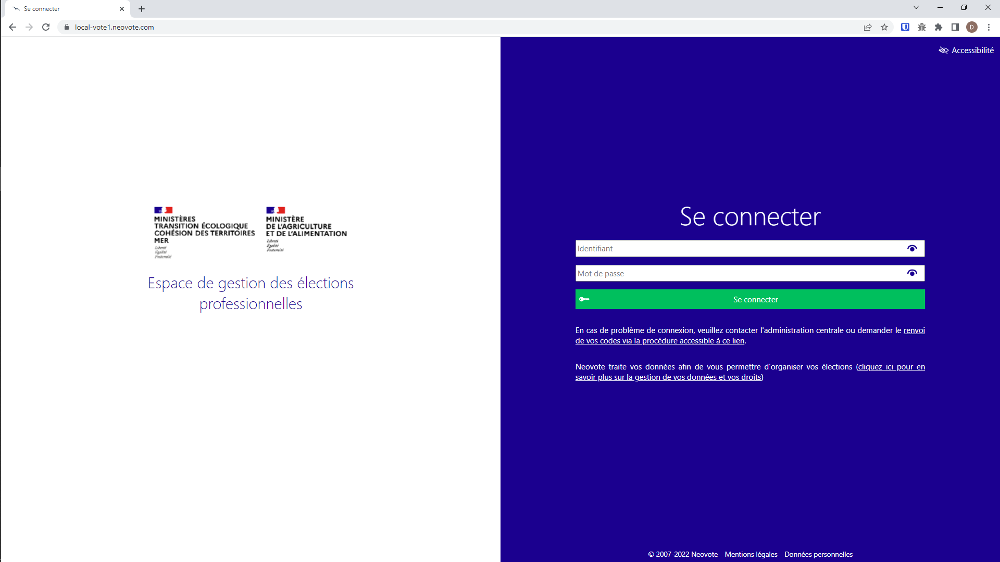 Se connecter
local-vote1.neovote.com
D
Accessibilité
MINISTÈRES
TRANSITION ÉCOLOGIQUE
COHÉSION DES TERRITOIRES
MER
Liberté
Égalité
Fraternité
MINISTÈRE
DE L'AGRICULTURE
ET DE L'ALIMENTATION
Liberté
Égalité
Fraternité
Espace de gestion des élections
professionnelles
Se connecter
Identifiant
Mot de passe
Se connecter
En cas de problème de connexion, veuillez contacter l'administration centrale ou demander le renvoi
de vos codes via la procédure accessible à ce lien.
Neovote traite vos données afin de vous permettre d'organiser vos élections (cliquez ici pour en
savoir plus sur la gestion de vos données et vos droits)
© 2007-2022 Neovote Mentions légales Données personnelles